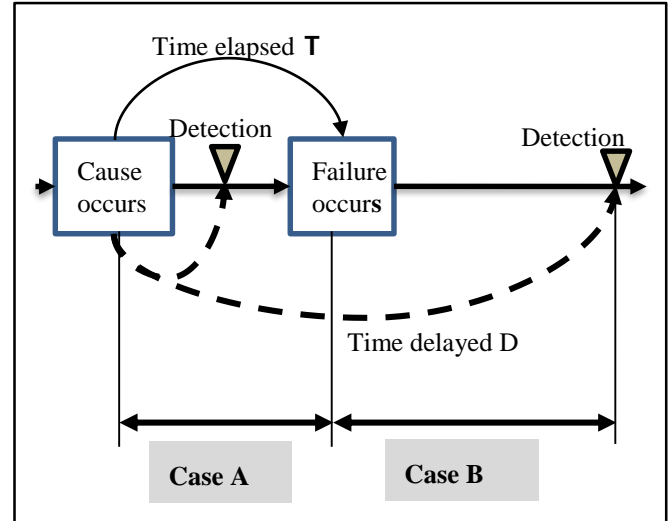 Time elapsed T
Detection
Detection
Cause
occurs
Failure
occurs
Time delayed D
Case A
Case B